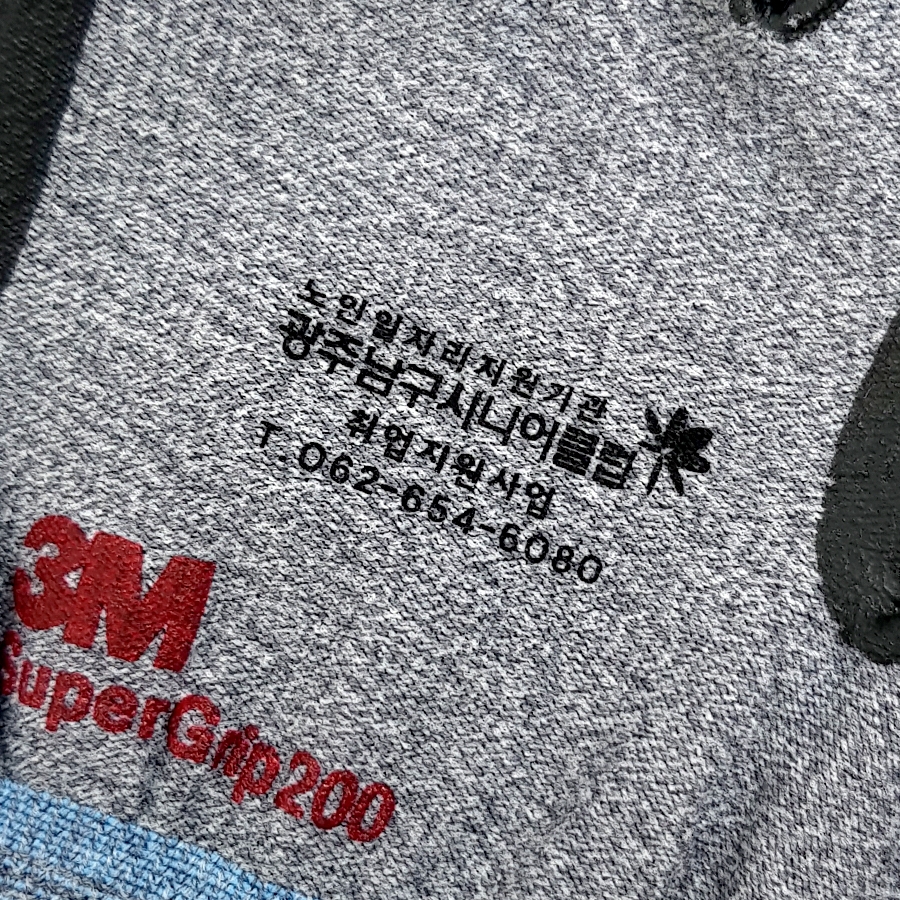 노인일자리지원기관
광주남구시니어클럽
취업지원사업
T.062-654-6080
3M
SuperGrip200